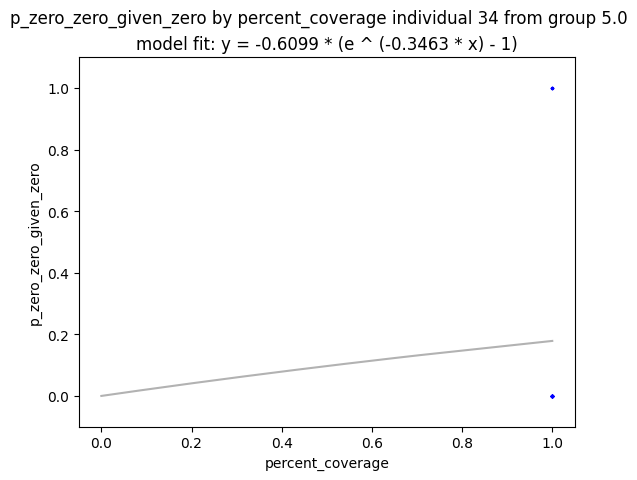 p_zero_zero_given_zero by percent_coverage individual 34 from group 5.0
model fit: y = -0.6099 * (e ^ (-0.3463 * x) - 1)
p_zero_zero_given_zero
1.0
0.8
0.6
0.4
0.2
0.0
0.0 0.2 0.4 0.6 0.8 1.0
percent_coverage